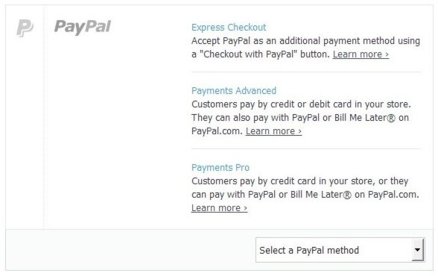 PayPal
Express Checkout
Accept PayPal as an additional payment method using
a "Checkout with PayPal" button. Learn more ›
Payments Advanced
Customers pay by credit or debit card in your store.
They can also pay with PayPal or Bill Me Later® on
PayPal.com. Learn more ›
Payments Pro
Customers pay by credit card in your store, or they
can pay with PayPal or Bill Me Later® on PayPal.com.
Learn more ›
Select a PayPal method